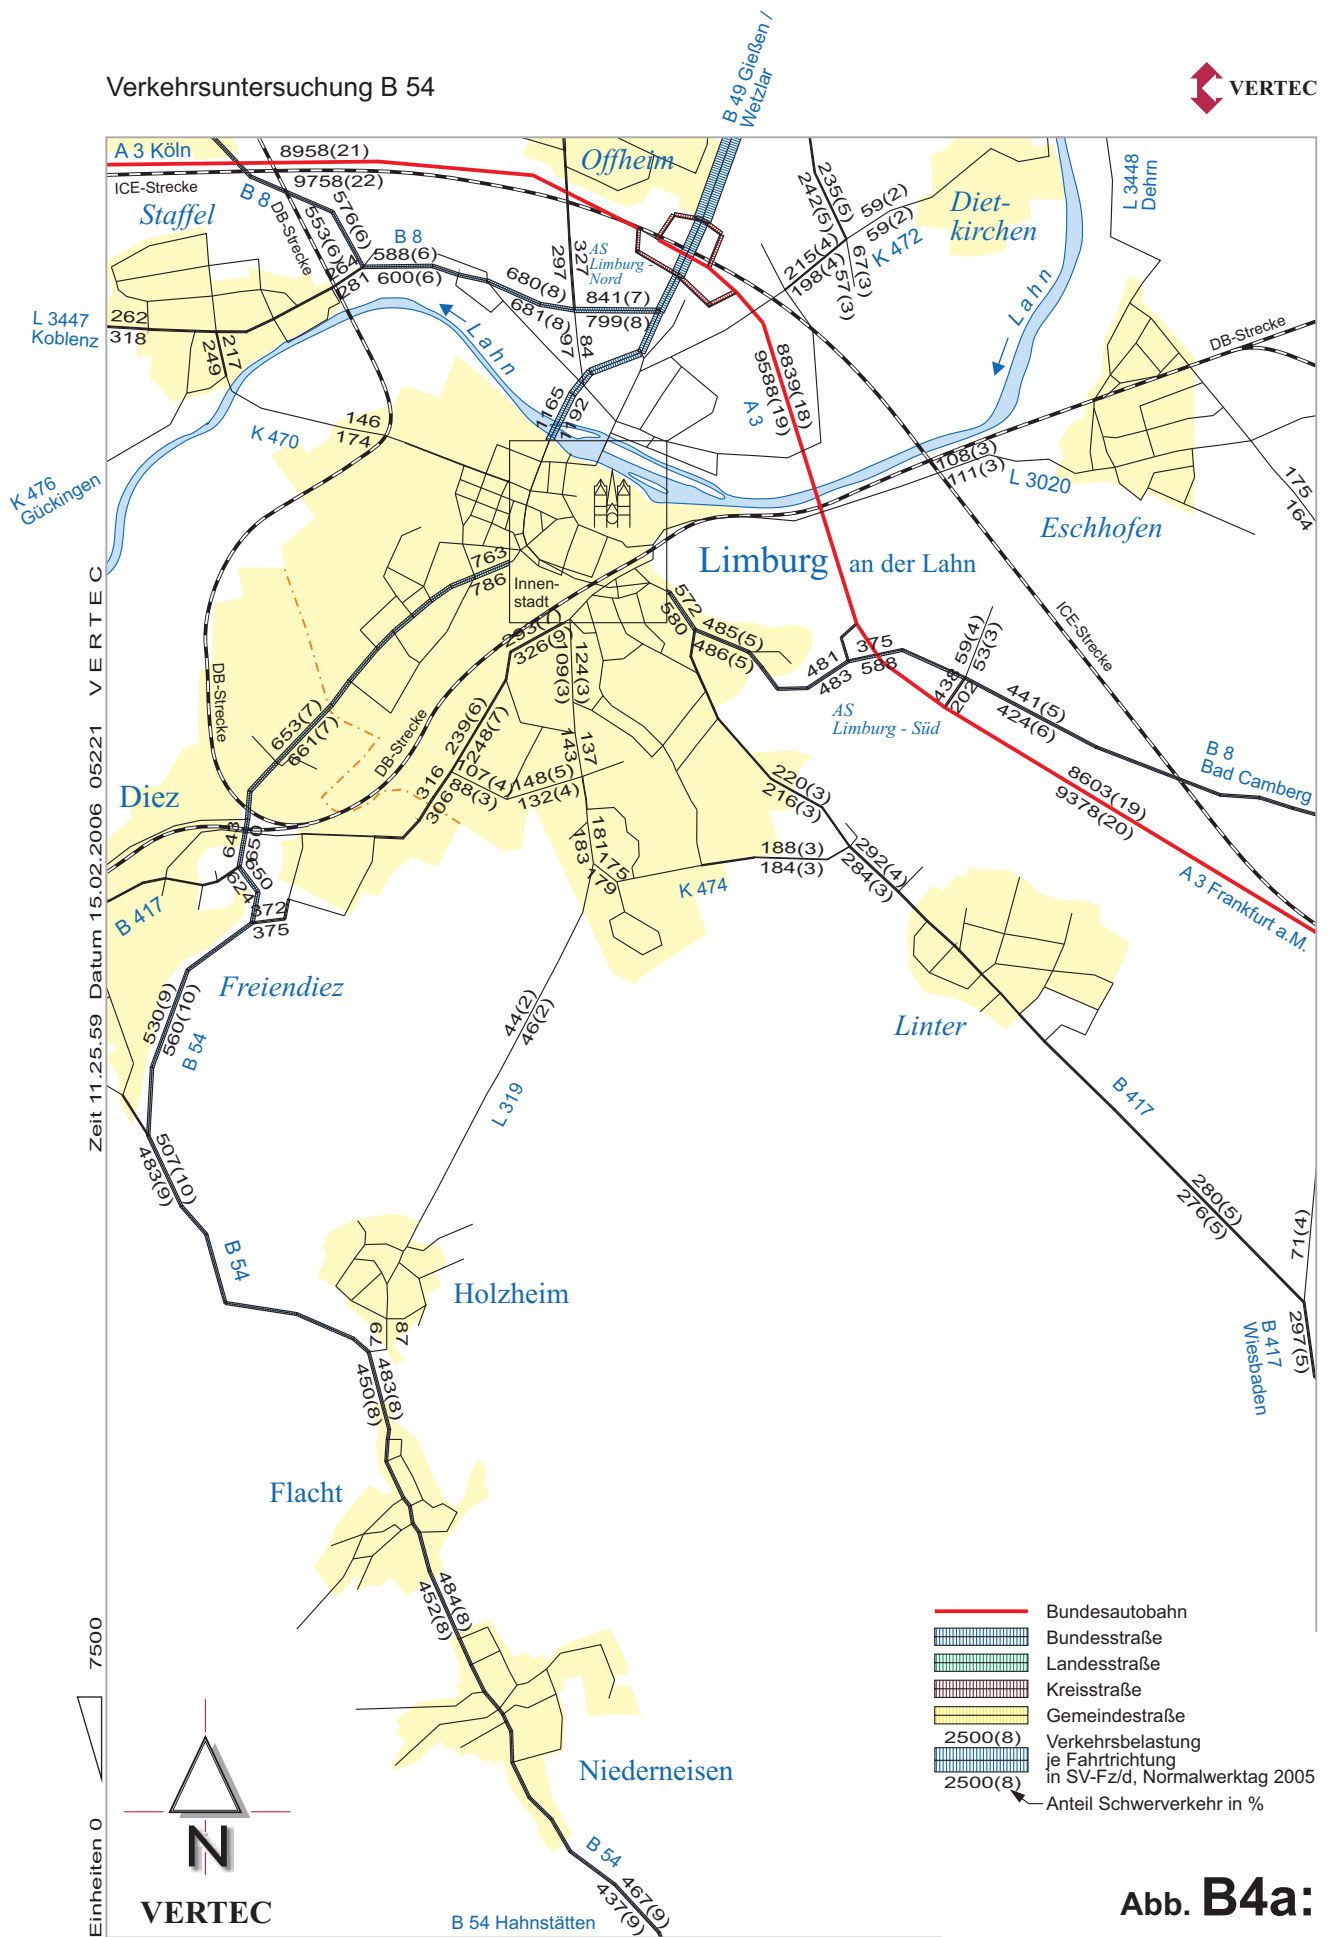 Verkehrsuntersuchung B 54
VERTEC
B 49 Gießen /
Wetzlar
A 3 Köln
8958(21)
9758(22)
ICE-Strecke
Staffel
B 8
DB-Strecke
576(6)
553(6)
B 8
588(6)
600(6)
264
281
Offheim
327
297
AS
Limburg -
Nord
680(8)
681(8)
841(7)
799(8)
84
97
235(5)
242(5)
59(2)
59(2)
K 472
215(4)
198(4)
67(3)
57(3)
Diet-
kirchen
L 3448
Dehrn
Lahn
Lahn
L 3447
Koblenz
262
318
217
249
146
174
K 470
K 476
Gückingen
1165
1192
8839(18)
9588(19)
A 3
DB-Strecke
108(3)
111(3)
L 3020
Eschhofen
175
164
763
786
Innen-
stadt
Limburg an der Lahn
572
580
485(5)
486(5)
481
483
375
588
438
202
59(4)
53(3)
ICE-Strecke
441(5)
424(6)
AS
Limburg - Süd
B 8
Bad Camberg
8603(19)
9378(20)
A 3 Frankfurt a.M.
326(9)
124(3)
109(3)
DB-Strecke
DB-Strecke
653(7)
661(7)
239(6)
248(7)
143
137
316
306
107(4)
88(3)
148(5)
132(4)
220(3)
216(3)
Diez
648
650
650
624
372
375
B 417
181
183
175
179
188(3)
184(3)
K 474
292(4)
284(3)
Freiendiez
530(9)
560(10)
B 54
44(2)
46(2)
L 319
Linter
B 417
507(10)
483(9)
B 54
280(5)
276(5)
71(4)
297(5)
B 417
Wiesbaden
Holzheim
67
87
483(8)
450(8)
Flacht
484(8)
452(8)
Niederneisen
B 54
467(9)
437(9)
B 54 Hahnstätten
Bundesautobahn
Bundesstraße
Landesstraße
Kreisstraße
Gemeindestraße
2500(8)
2500(8)
Verkehrsbelastung
je Fahrtrichtung
in SV-Fz/d, Normalwerktag 2005
Anteil Schwerverkehr in %
Zeit 11.25.59 Datum 15.02.2006 05221 VERTEC
Einheiten 0 7500
N
VERTEC
Abb. B4a: